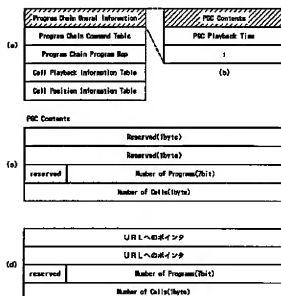 Program Chain Gneral Information
Program Chain Command Table
Program Chain Program Map
Cell Playback Information Table
Cell Position Information Table
(a)
PGC Contents
PGC Playback Time
:
(b)
PGC Contents
Reserved(1byte)
Reserved(1byte)
reserved Number of Programs(7bit)
Number of Cells(1byte)
(c)
URLへのポインタ
URLへのポインタ
reserved Number of Programs(7bit)
Number of Cells(1byte)
(d)